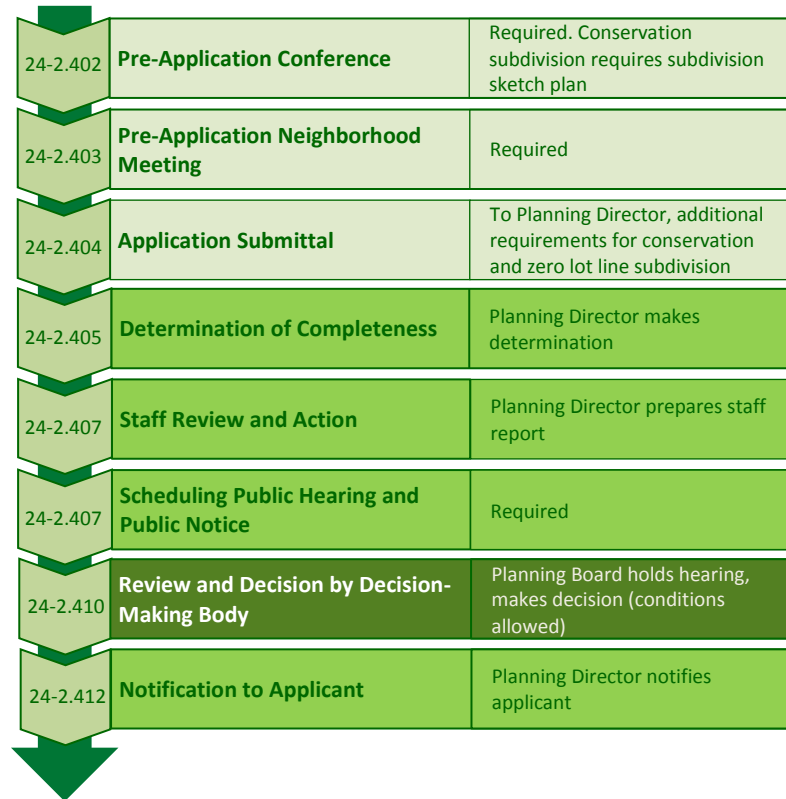 24-2.402
Pre-Application Conference
Required. Conservation
subdivision requires subdivision
sketch plan
24-2.403
Pre-Application Neighborhood
Meeting
Required
24-2.404
Application Submittal
To Planning Director, additional
requirements for conservation
and zero lot line subdivision
24-2.405
Determination of Completeness
Planning Director makes
determination
24-2.407
Staff Review and Action
Planning Director prepares staff
report
24-2.407
Scheduling Public Hearing and
Public Notice
Required
24-2.410
Review and Decision by Decision-
Making Body
Planning Board holds hearing,
makes decision (conditions
allowed)
24-2.412
Notification to Applicant
Planning Director notifies
applicant